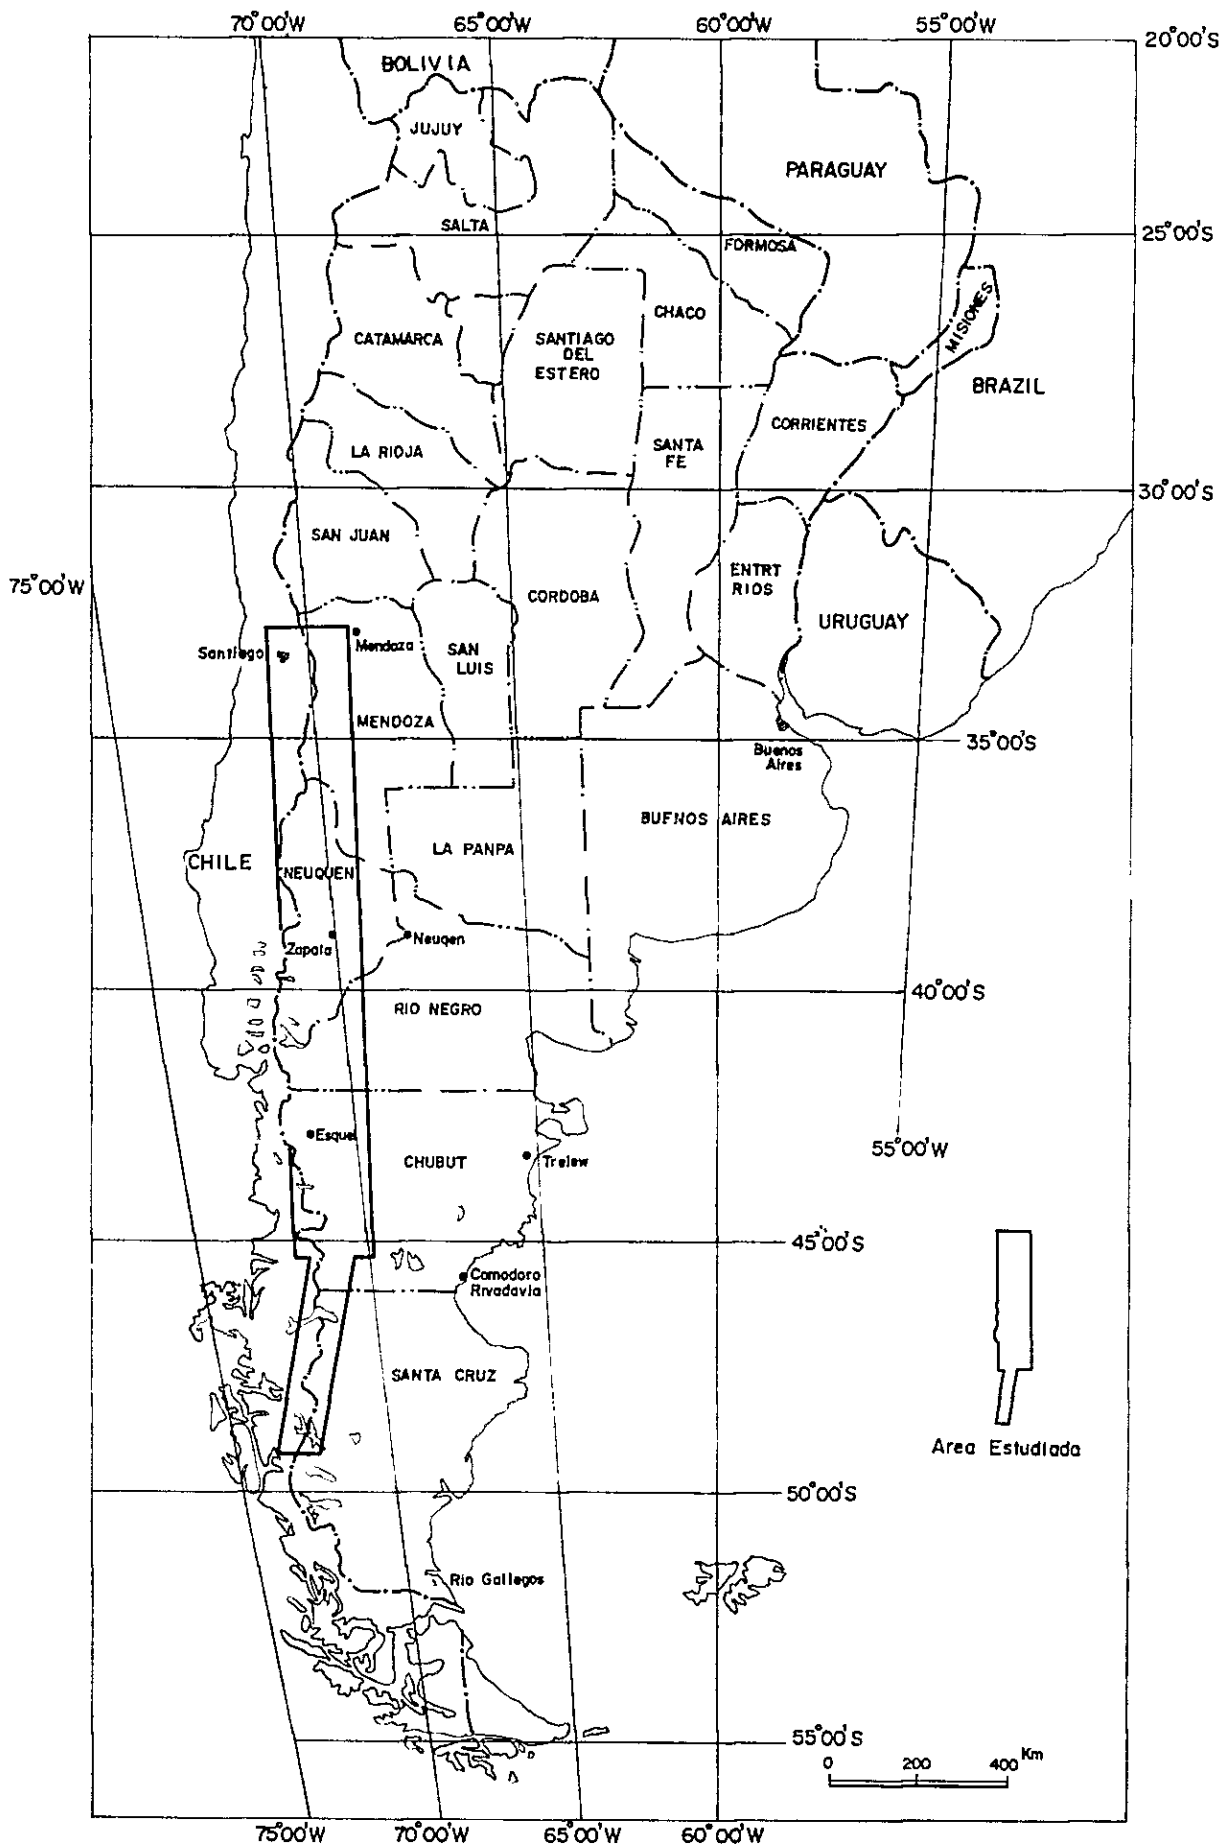 70°00'W 65°00'W 60°00'W 55°00'W
20°00'S
BOLIVIA
JUJUY
PARAGUAY
SALTA
FORMOSA
25°00'S
MISIONES
CHACO
CATAMARCA
SANTIAGO
DEL
ESTERO
BRAZIL
CORRIENTES
LA RIOJA
SANTA
FE
30°00'S
SAN JUAN
75°00'W
ENTRT
RIOS
CORDOBA
URUGUAY
Santiago
Mendoza
SAN
LUIS
MENDOZA
35°00'S
Buenos
Aires
BUENOS AIRES
LA PANPA
CHILE
NEUQUEN
Zapala
Neuqen
40°00'S
RIO NEGRO
Esquel
55°00'W
CHUBUT
Trelew
45°00'S
Comodoro
Rivadavia
SANTA CRUZ
Area Estudiada
50°00'S
Rio Gallegos
55°00'S
0 200 400 Km
75°00'W 70°00'W 65°00'W 60°00'W